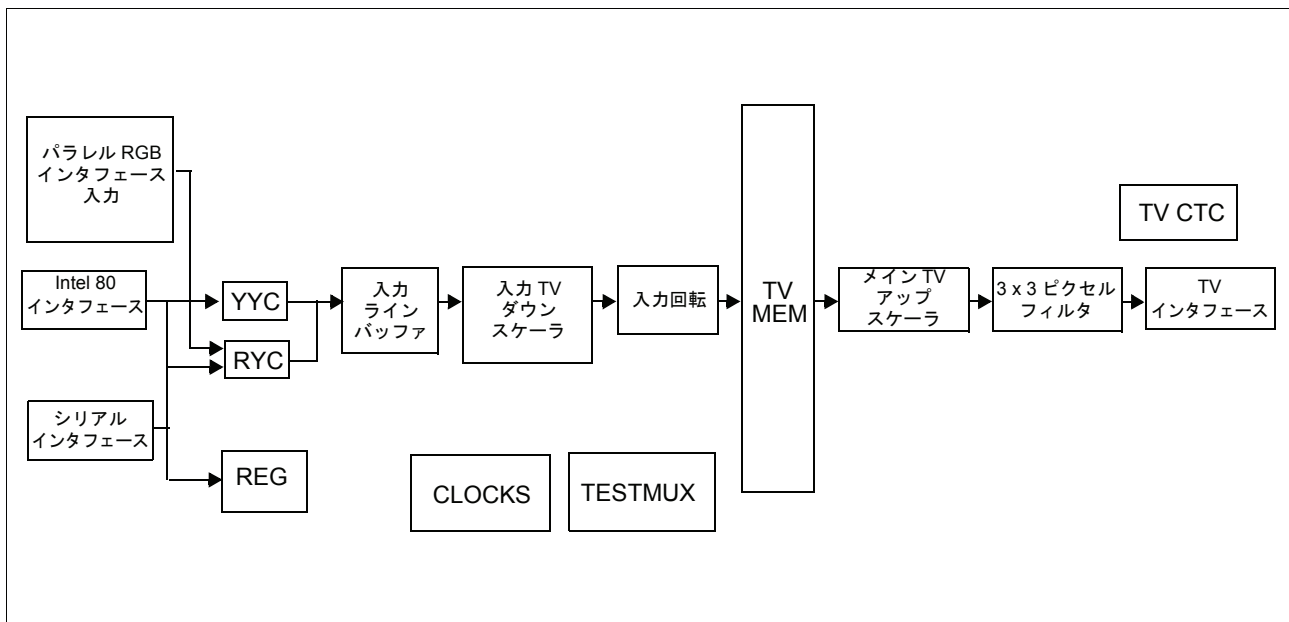 パラレル RGB
インタフェース
入力
Intel 80
インタフェース
シリアル
インタフェース
YYC
RYC
REG
入力
ライン
バッファ
入力 TV
ダウン
スケーラ
入力回転
CLOCKS
TESTMUX
TV
MEM
メイン TV
アップ
スケーラ
3 x 3 ピクセル
フィルタ
TV CTC
TV
インタフェース